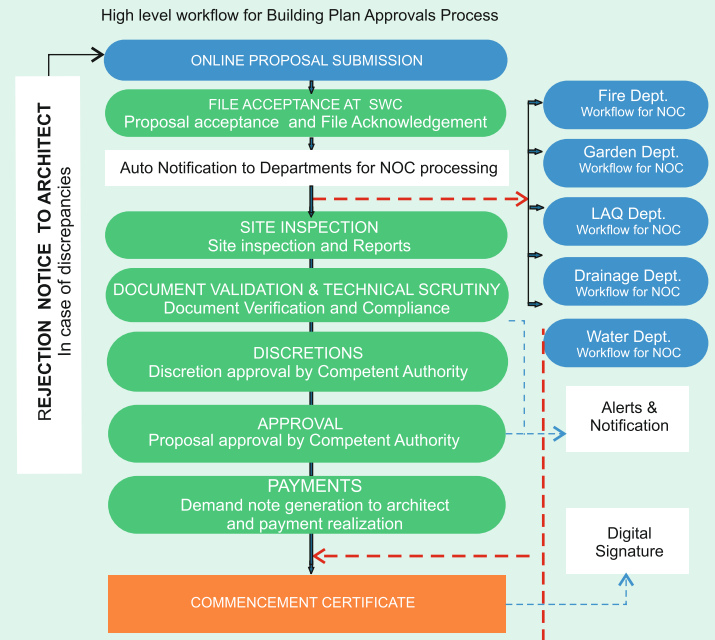 High level workflow for Building Plan Approvals Process
ONLINE PROPOSAL SUBMISSION
FILE ACCEPTANCE AT SWC
Proposal acceptance and File Acknowledgement
Auto Notification to Departments for NOC processing
SITE INSPECTION
Site inspection and Reports
DOCUMENT VALIDATION & TECHNICAL SCRUTINY
Document Verification and Compliance
DISCRETIONS
Discretion approval by Competent Authority
APPROVAL
Proposal approval by Competent Authority
PAYMENTS
Demand note generation to architect
and payment realization
COMMENCEMENT CERTIFICATE
REJECTION NOTICE TO ARCHITECT
In case of discrepancies
Fire Dept.
Workflow for NOC
Garden Dept.
Workflow for NOC
LAQ Dept.
Workflow for NOC
Drainage Dept.
Workflow for NOC
Water Dept.
Workflow for NOC
Alerts &
Notification
Digital
Signature